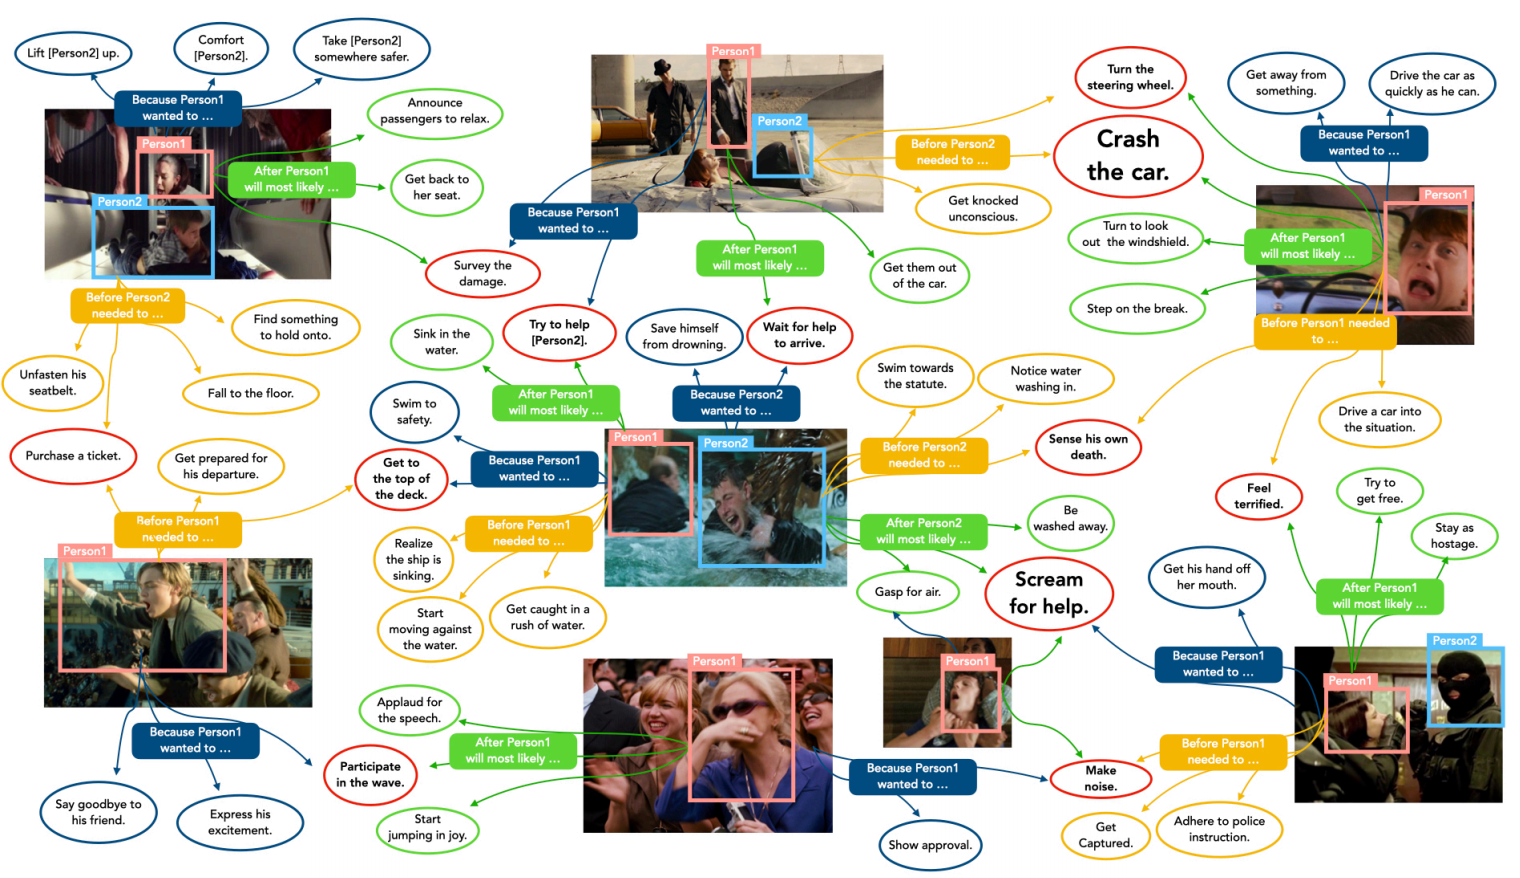 Lift [Person2] up.
Comfort
[Person2].
Take [Person2]
somewhere safer.
Because Person1
wanted to ...
Person1
Person2
Announce
passengers to relax.
After Person1
will most likely ...
Get back to
her seat.
Survey the
damage.
Before Person2
needed to ...
Find something
to hold onto.
Unfasten his
seatbelt.
Fall to the floor.
Purchase a ticket.
Person1
Person2
Because Person1
wanted to ...
Before Person2
needed to ...
Turn the
steering wheel.
Crash
the car.
Get knocked
unconscious.
After Person1
will most likely ...
Get them out
of the car.
Try to help
[Person2].
Wait for help
to arrive.
Get away from
something.
Drive the car as
quickly as he can.
Because Person1
wanted to ...
Person1
Turn to look
out the windshield.
After Person1
will most likely ...
Step on the break.
Before Person1 needed
to ...
Drive a car into
the situation.
Sense his own
death.
Feel
terrified.
Sink in the
water.
Save himself
from drowning.
After Person1
will most likely ...
Because Person2
wanted to ...
Swim to
safety.
Person1
Person2
Because Person1
wanted to ...
Get to
the top of
the deck.
Swim towards
the statute.
Notice water
washing in.
Before Person2
needed to ...
Before Person1
needed to ...
Realize
the ship is
sinking.
Start
moving against
the water.
Get caught in a
rush of water.
After Person2
will most likely ...
Be
washed away.
Gasp for air.
Scream
for help.
Get prepared for
his departure.
Before Person1
needed to ...
Person1
Because Person1
wanted to ...
Say goodbye to
his friend.
Express his
excitement.
Participate
in the wave.
Person1
Applaud for
the speech.
After Person1
will most likely ...
Start
jumping in joy.
Because Person1
wanted to ...
Show approval.
Make
noise.
Person1
Try to
get free.
Stay as
hostage.
After Person1
will most likely ...
Get his hand off
her mouth.
Because Person1
wanted to ...
Person1
Person2
Before Person1
needed to ...
Get
Captured.
Adhere to police
instruction.